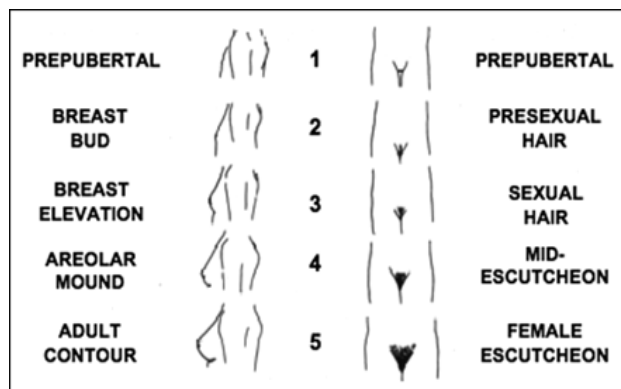 PREPUBERTAL 1 PREPUBERTAL
BREAST BUD 2 PRESEXUAL HAIR
BREAST ELEVATION 3 SEXUAL HAIR
AREOLAR MOUND 4 MID-ESCUTCHEON
ADULT CONTOUR 5 FEMALE ESCUTCHEON